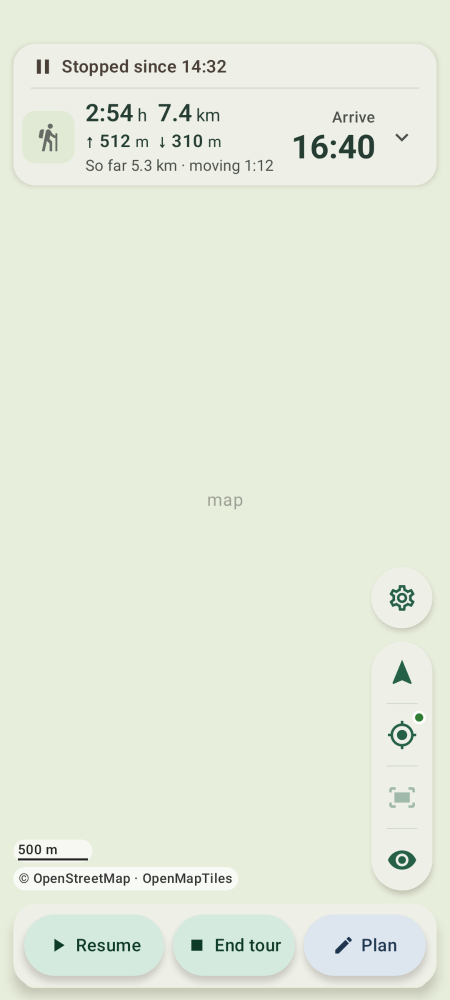 Stopped since 14:32
2:54 h 7.4 km
↑ 512 m ↓ 310 m
So far 5.3 km · moving 1:12
Arrive
16:40
map
500 m
© OpenStreetMap · OpenMapTiles
Resume
End tour
Plan